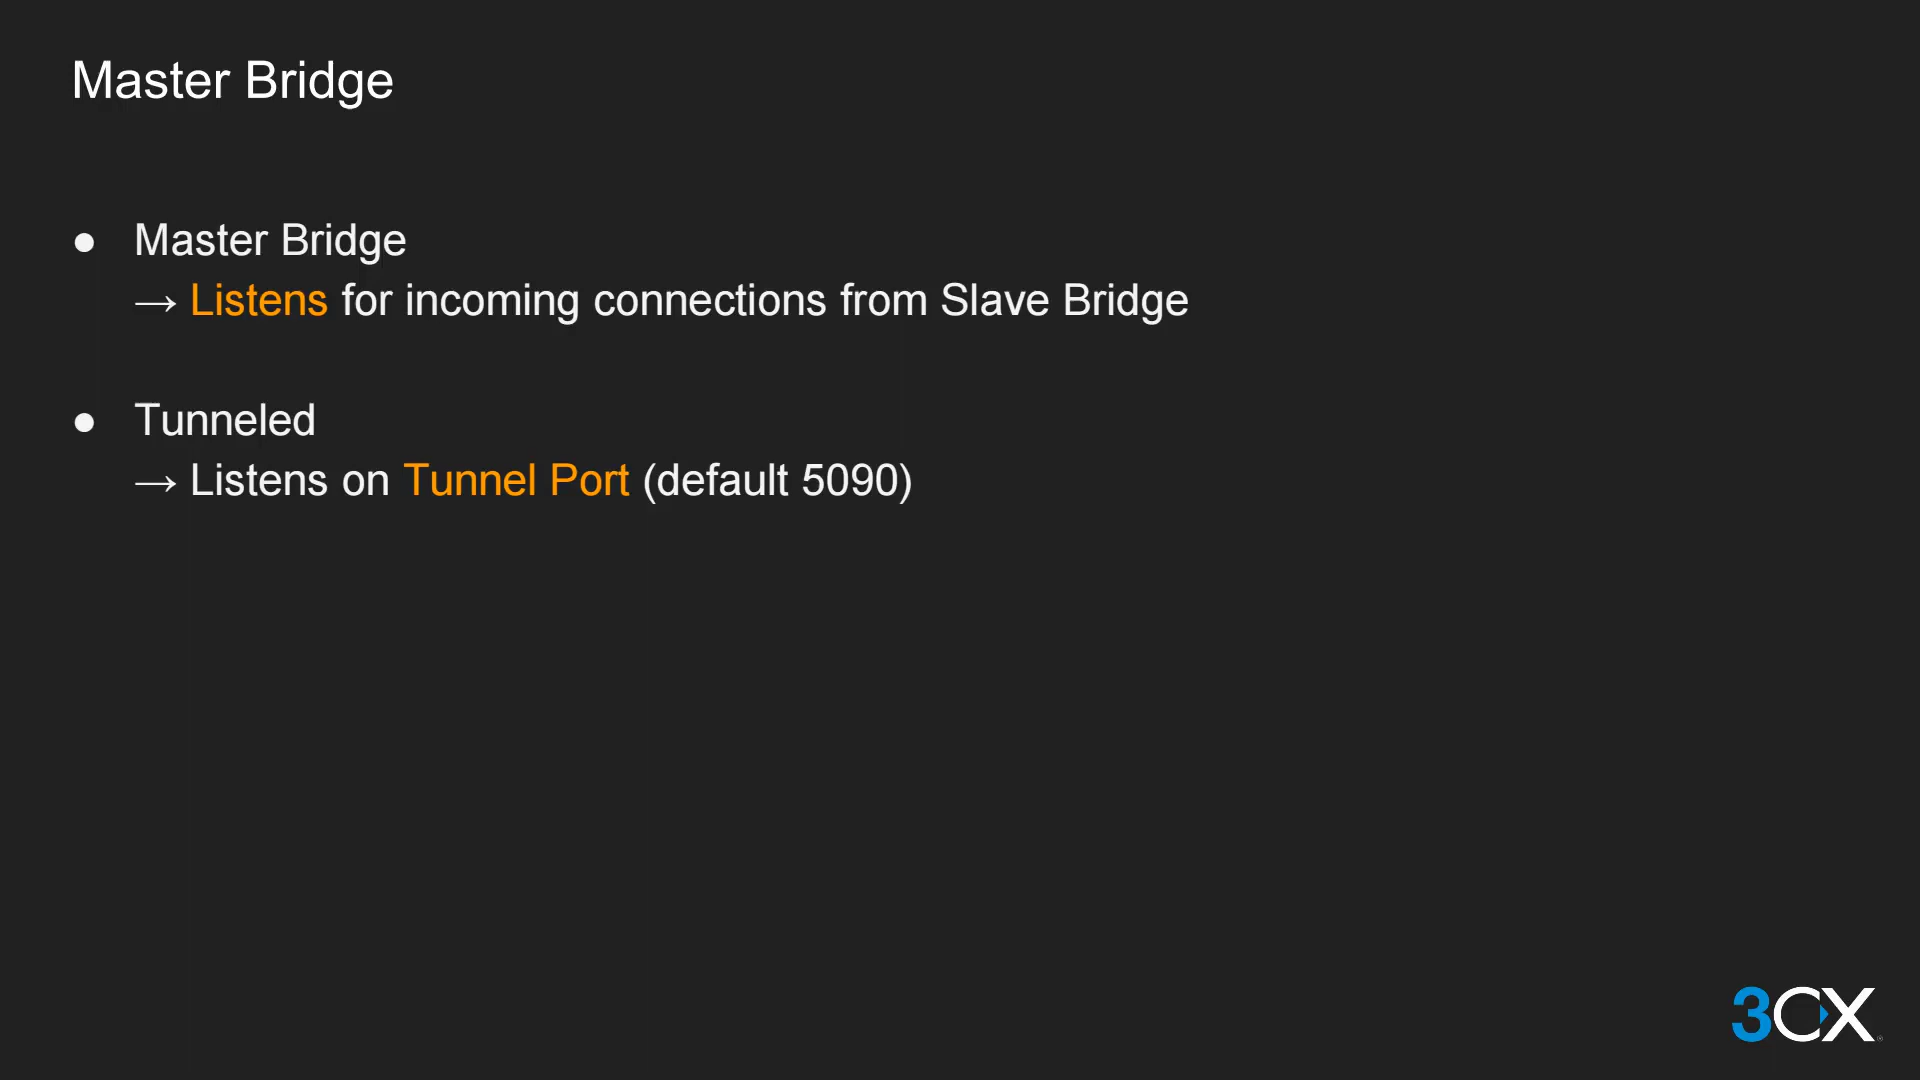 Master Bridge
● Master Bridge
→ Listens for incoming connections from Slave Bridge
● Tunneled
→ Listens on Tunnel Port (default 5090)
3CX